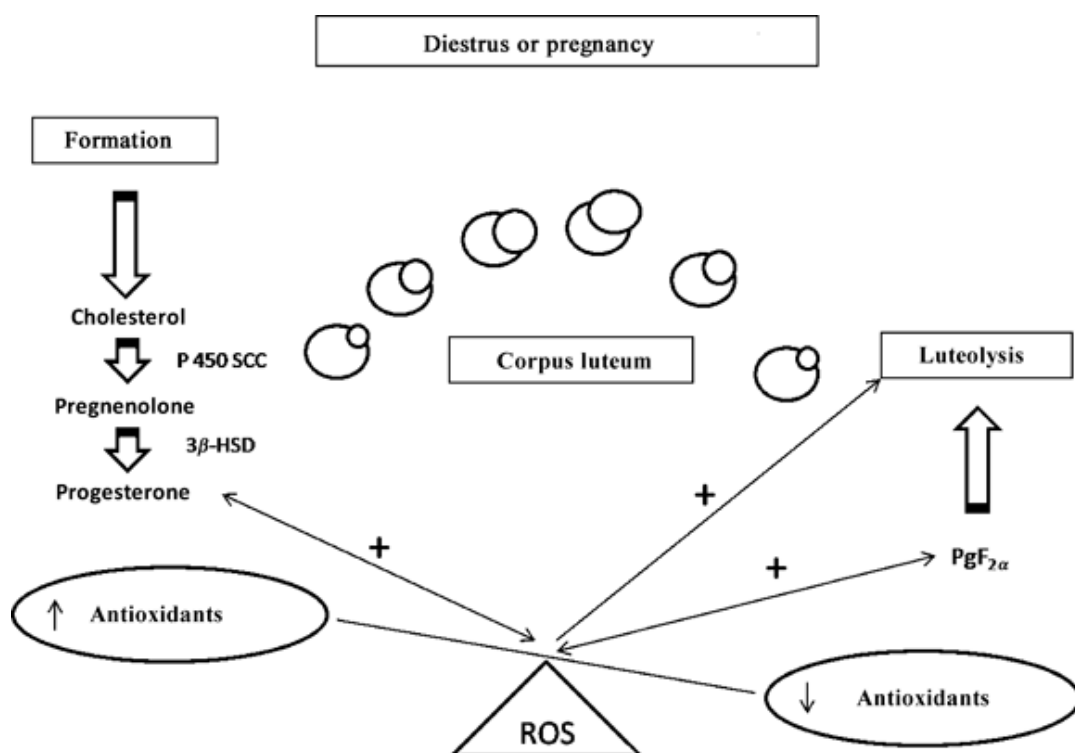 Diestrus or pregnancy
Formation
Cholesterol
P 450 SCC
Pregnenolone
3β-HSD
Progesterone
Corpus luteum
Luteolysis
+
+
+
PgF2α
↑ Antioxidants
↓ Antioxidants
ROS